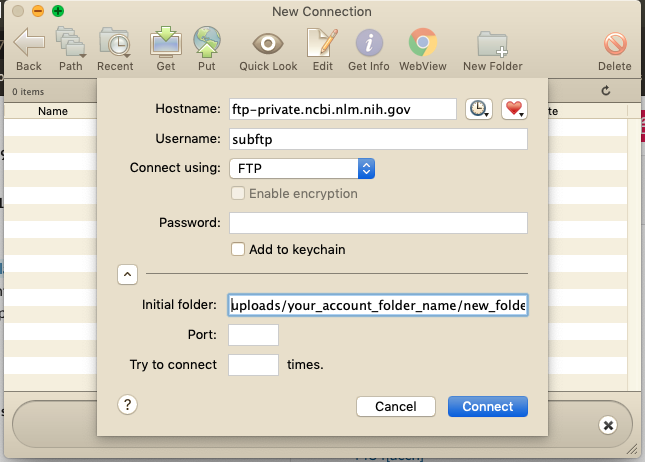 New Connection
Back Path Recent Get Put Quick Look Edit Get Info WebView New Folder Delete
0 items
Name
Hostname: ftp-private.ncbi.nlm.nih.gov
Username: subftp
Connect using: FTP
Enable encryption
Password:
Add to keychain
Initial folder: uploads/your_account_folder_name/new_folde
Port:
Try to connect times.
? Cancel Connect